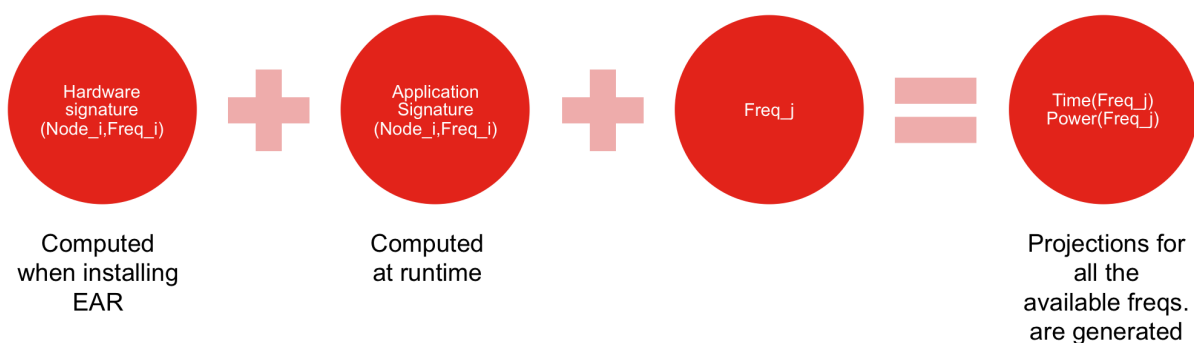 Hardware
signature
(Node_i,Freq_i)
Application
Signature
(Node_i,Freq_i)
Freq_j
Time(Freq_j)
Power(Freq_j)
Computed
when installing
EAR
Computed
at runtime
Projections for
all the
available freqs.
are generated